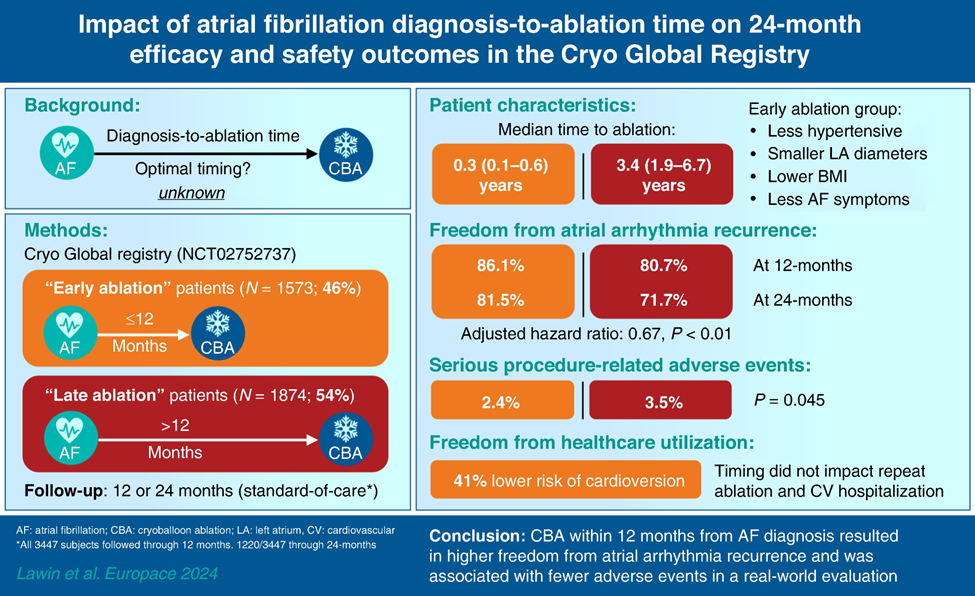 Impact of atrial fibrillation diagnosis-to-ablation time on 24-month
efficacy and safety outcomes in the Cryo Global Registry
Background:
AF
Diagnosis-to-ablation time
Optimal timing?
unknown
CBA
Methods:
Cryo Global registry (NCT02752737)
“Early ablation” patients (N = 1573; 46%)
AF
≤12
Months
CBA
“Late ablation” patients (N = 1874; 54%)
AF
>12
Months
CBA
Follow-up: 12 or 24 months (standard-of-care*)
Patient characteristics:
Median time to ablation:
0.3 (0.1–0.6)
years
3.4 (1.9–6.7)
years
Early ablation group:
• Less hypertensive
• Smaller LA diameters
• Lower BMI
• Less AF symptoms
Freedom from atrial arrhythmia recurrence:
86.1% 80.7% At 12-months
81.5% 71.7% At 24-months
Adjusted hazard ratio: 0.67, P < 0.01
Serious procedure-related adverse events:
2.4% 3.5% P = 0.045
Freedom from healthcare utilization:
41% lower risk of cardioversion
Timing did not impact repeat
ablation and CV hospitalization
AF: atrial fibrillation; CBA: cryoballoon ablation; LA: left atrium, CV: cardiovascular
*All 3447 subjects followed through 12 months. 1220/3447 through 24-months
Lawin et al. Europace 2024
Conclusion: CBA within 12 months from AF diagnosis resulted
in higher freedom from atrial arrhythmia recurrence and was
associated with fewer adverse events in a real-world evaluation